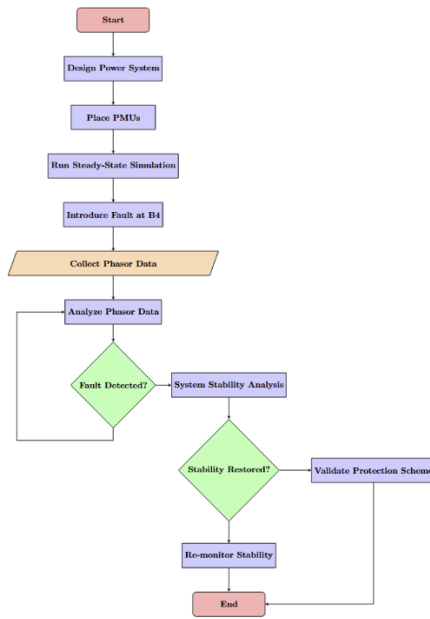 Start
Design Power System
Place PMUs
Run Steady-State Simulation
Introduce Fault at B4
Collect Phasor Data
Analyze Phasor Data
Fault Detected?
System Stability Analysis
Stability Restored?
Validate Protection Scheme
Re-monitor Stability
End